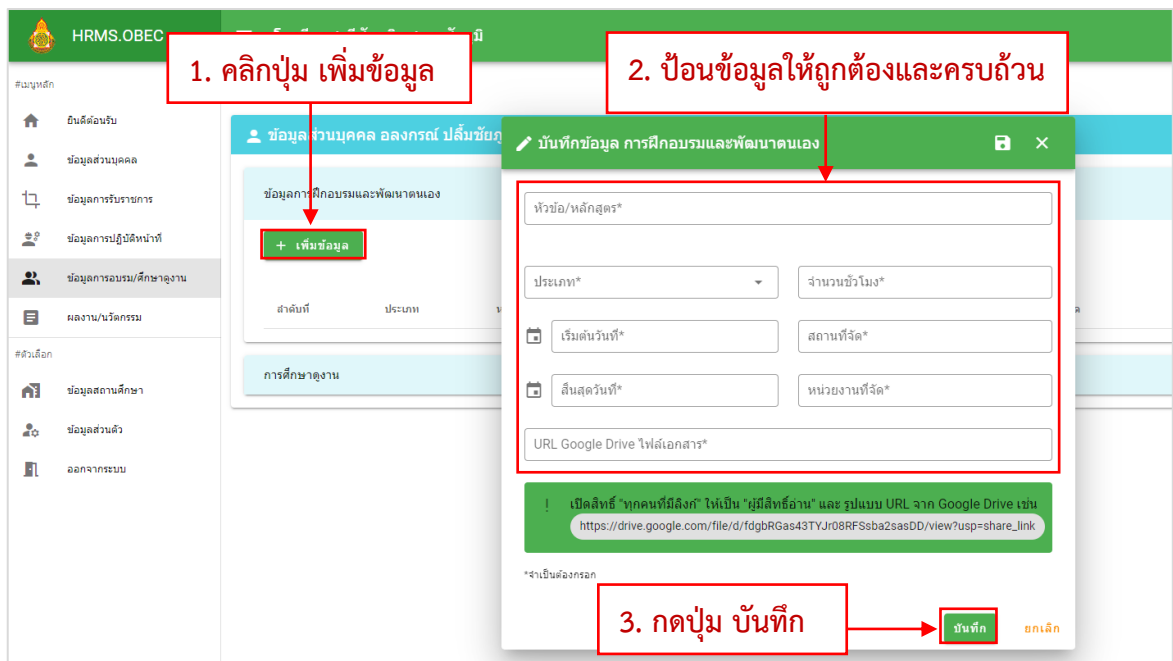 HRMS.OBEC
1. คลิกปุ่ม เพิ่มข้อมูล
2. ป้อนข้อมูลให้ถูกต้องและครบถ้วน
#เมนูหลัก
ยินดีต้อนรับ
ข้อมูลส่วนบุคคล
ข้อมูลการรับราชการ
ข้อมูลการปฏิบัติหน้าที่
ข้อมูลการอบรม/ศึกษาดูงาน
ผลงาน/นวัตกรรม
#ตัวเลือก
ข้อมูลสถานศึกษา
ข้อมูลส่วนตัว
ออกจากระบบ
ข้อมูลส่วนบุคคล อลงกรณ์
ข้อมูลการฝึกอบรมและพัฒนาตนเอง
+ เพิ่มข้อมูล
ลำดับที่ ประเภท
การศึกษาดูงาน
บันทึกข้อมูล การฝึกอบรมและพัฒนาตนเอง
หัวข้อ/หลักสูตร*
ประเภท* จำนวนชั่วโมง*
เริ่มต้นวันที่* สถานที่จัด*
สิ้นสุดวันที่* หน่วยงานที่จัด*
URL Google Drive ไฟล์เอกสาร*
! เปิดสิทธิ์ "ทุกคนที่มีลิงก์" ให้เป็น "ผู้มีสิทธิ์อ่าน" และ รูปแบบ URL จาก Google Drive เช่น
https://drive.google.com/file/d/fdgbRGas43TYJr08RFSsba2sasDD/view?usp=share_link
*จำเป็นต้องกรอก
3. กดปุ่ม บันทึก
บันทึก ยกเลิก